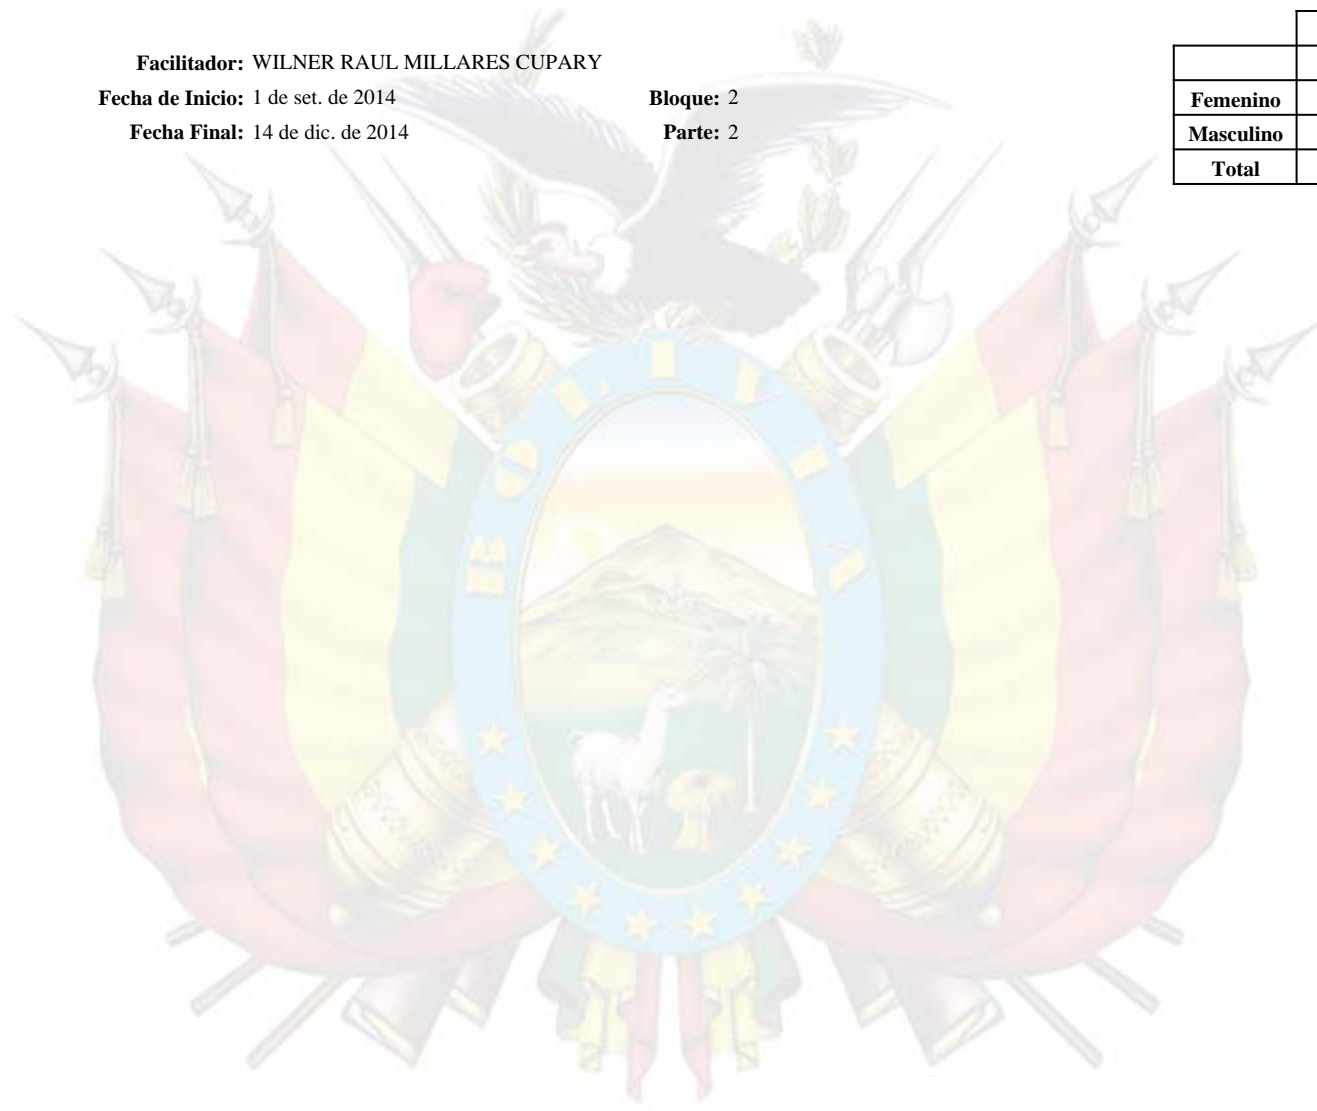 Facilitador: WILNER RAUL MILLARES CUPARY
Fecha de Inicio: 1 de set. de 2014 Bloque: 2
Fecha Final: 14 de dic. de 2014 Parte: 2
Femenino
Masculino
Total
BOLIVIA